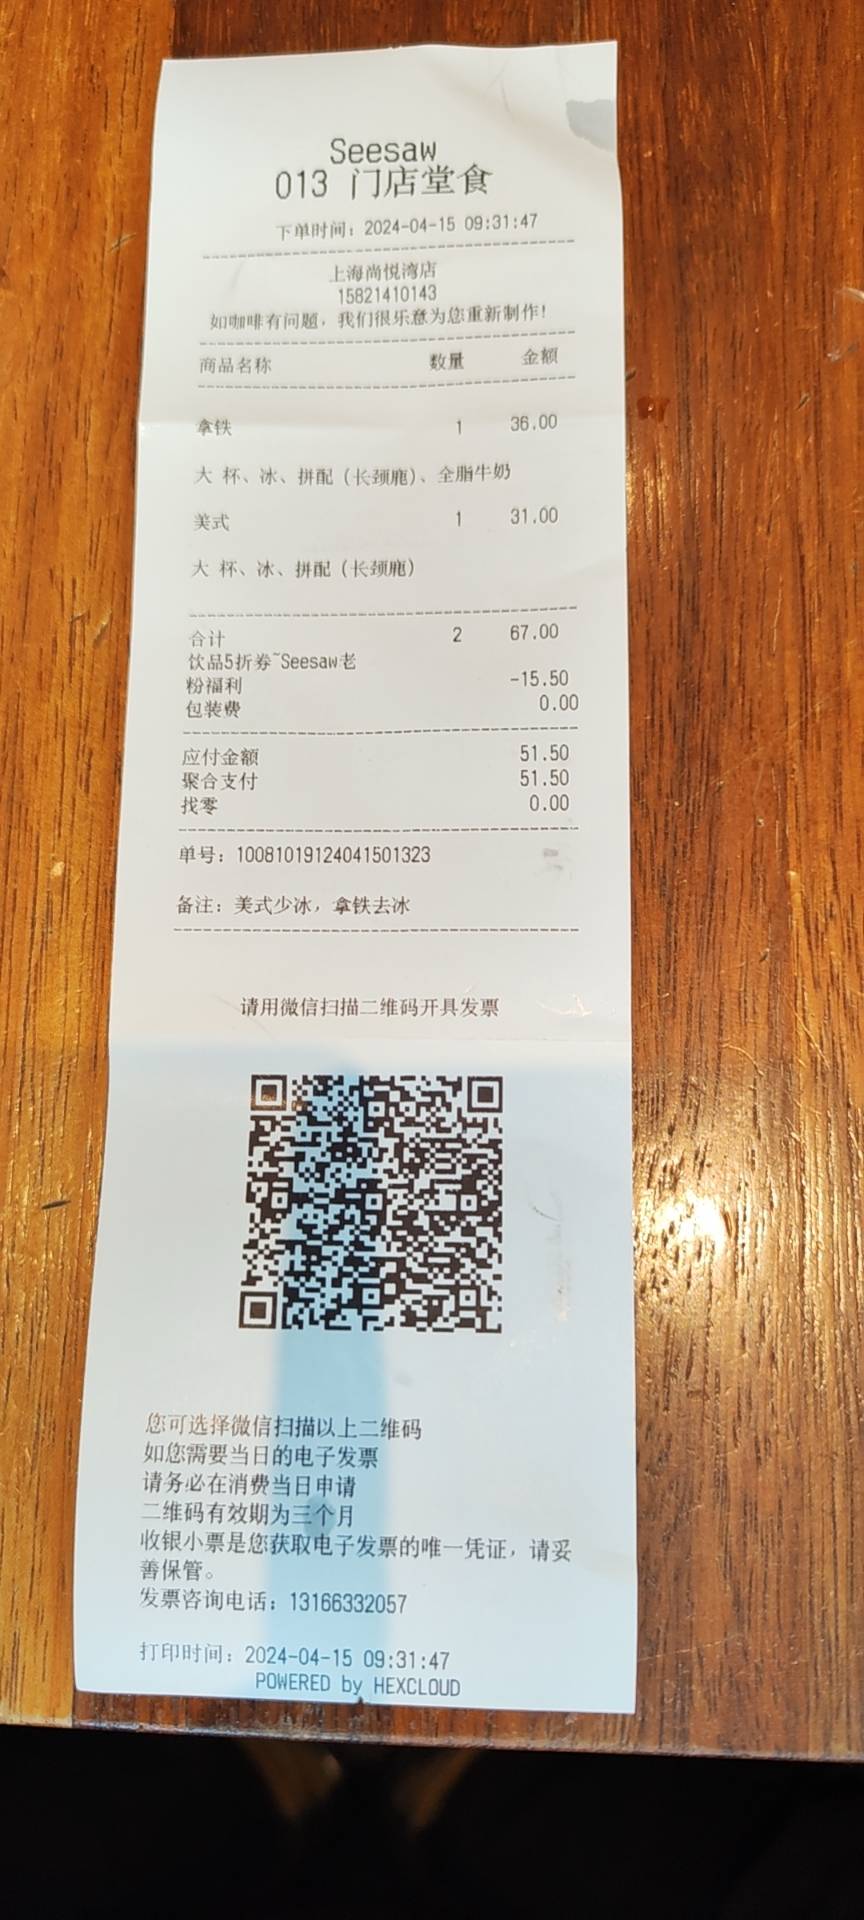 Seesaw
013 门店堂食
下单时间：2024-04-15 09:31:47
上海尚悦湾店
15821410143
如咖啡有问题，我们很乐意为您重新制作!
商品名称 数量 金额
拿铁 1 36.00
大 杯、冰、拼配（长颈鹿）、全脂牛奶
美式 1 31.00
大 杯、冰、拼配（长颈鹿）
合计 2 67.00
饮品5折券~Seesaw老
粉福利 -15.50
包装费 0.00
应付金额 51.50
聚合支付 51.50
找零 0.00
单号：10081019124041501323
备注：美式少冰，拿铁去冰
请用微信扫描二维码开具发票
您可选择微信扫描以上二维码
如您需要当日的电子发票
请务必在消费当日申请
二维码有效期为三个月
收银小票是您获取电子发票的唯一凭证，请妥
善保管。
发票咨询电话：13166332057
打印时间：2024-04-15 09:31:47
POWERED by HEXCLOUD